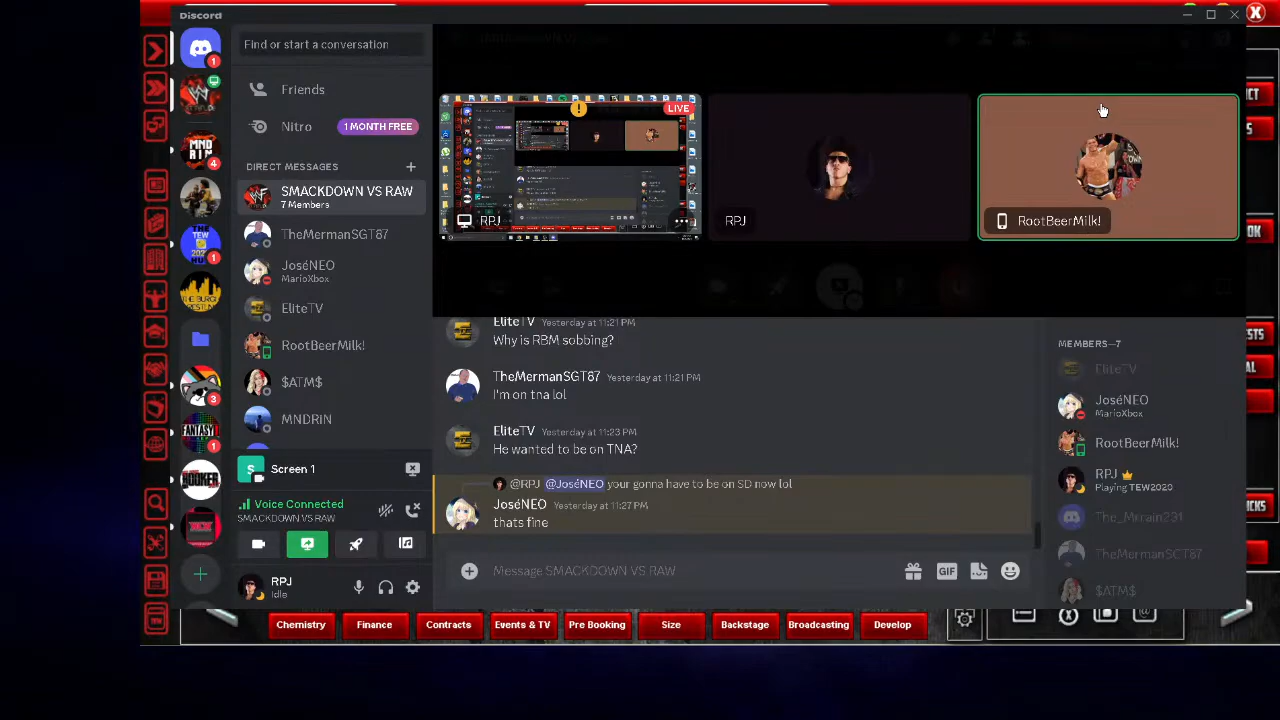 Discord
Find or start a conversation
Friends
Nitro
1 MONTH FREE
DIRECT MESSAGES
SMACKDOWN VS RAW
7 Members
TheMermanSGT87
JoséNEO
MarioXbox
EliteTV
RootBeerMilk!
$ATM$
MNDRIN
Screen 1
Voice Connected
SMACKDOWN VS RAW
RPJ
Idle
LIVE
RPJ
RPJ
RootBeerMilk!
EliteTV Yesterday at 11:21 PM
Why is RBM sobbing?
TheMermanSGT87 Yesterday at 11:21 PM
I'm on tna lol
EliteTV Yesterday at 11:23 PM
He wanted to be on TNA?
@RPJ @JoséNEO your gonna have to be on SD now lol
JoséNEO Yesterday at 11:27 PM
thats fine
Message SMACKDOWN VS RAW
GIF
MEMBERS—7
EliteTV
JoséNEO
MarioXbox
RootBeerMilk!
RPJ
Playing TEW2020
TheMermanSGT87
$ATM$
Chemistry
Finance
Contracts
Events & TV
Pre Booking
Size
Backstage
Broadcasting
Develop